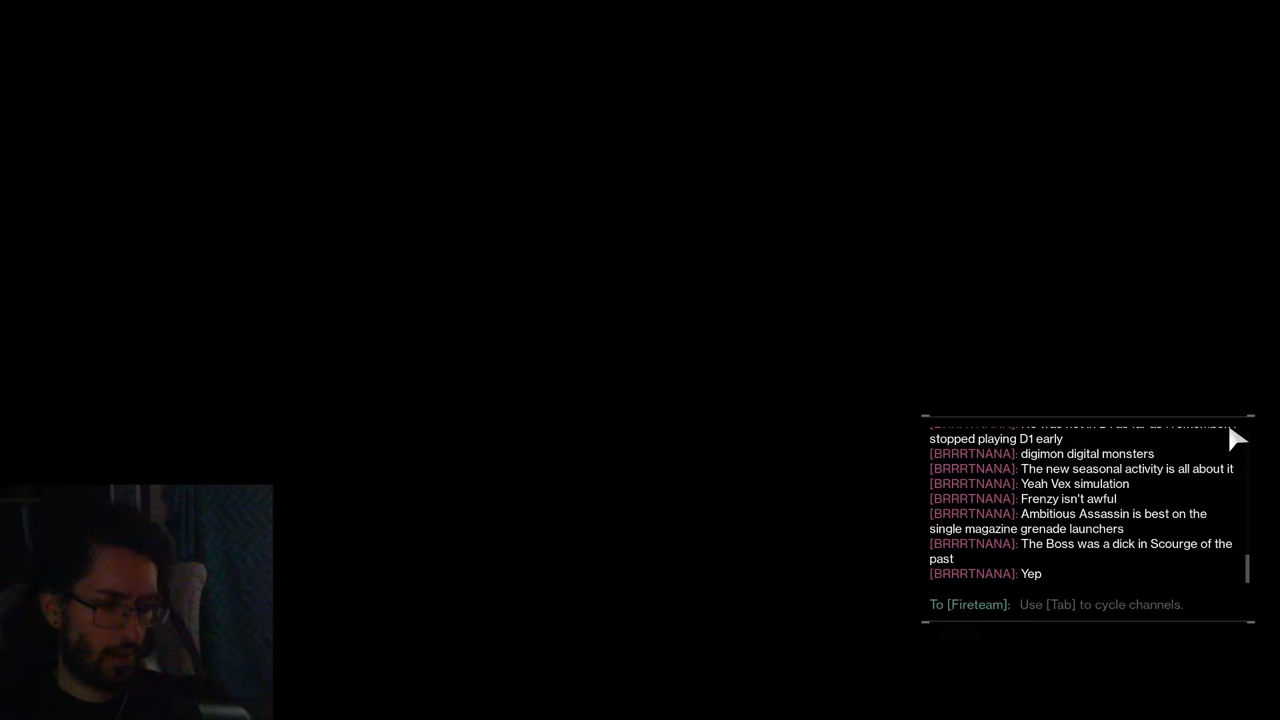 stopped playing D1 early
[BRRRTNANA]: digimon digital monsters
[BRRRTNANA]: The new seasonal activity is all about it
[BRRRTNANA]: Yeah Vex simulation
[BRRRTNANA]: Frenzy isn't awful
[BRRRTNANA]: Ambitious Assassin is best on the
single magazine grenade launchers
[BRRRTNANA]: The Boss was a dick in Scourge of the
past
[BRRRTNANA]: Yep
To [Fireteam]: Use [Tab] to cycle channels.